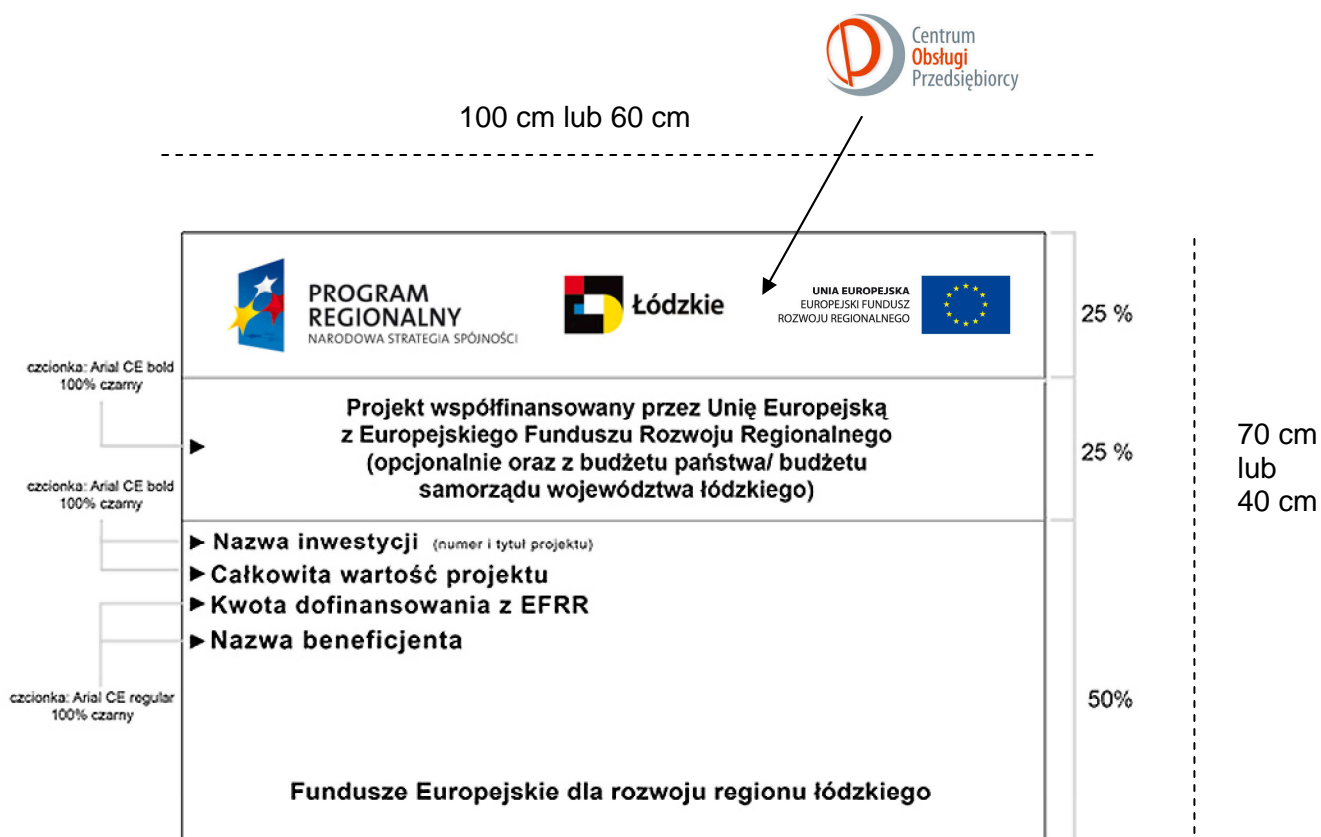 Centrum
Obsługi
Przedsiębiorcy
100 cm lub 60 cm
PROGRAM
REGIONALNY
NARODOWA STRATEGIA SPÓJNOŚCI
Łódzkie
UNIA EUROPEJSKA
EUROPEJSKI FUNDUSZ
ROZWOJU REGIONALNEGO
25 %
czcionka: Arial CE bold
100% czarny
Projekt współfinansowany przez Unię Europejską
z Europejskiego Funduszu Rozwoju Regionalnego
(opcjonalnie oraz z budżetu państwa/ budżetu
samorządu województwa łódzkiego)
25 %
70 cm
lub
40 cm
czcionka: Arial CE bold
100% czarny
Nazwa inwestycji (numer i tytuł projektu)
Całkowita wartość projektu
Kwota dofinansowania z EFRR
Nazwa beneficjenta
czcionka: Arial CE regular
100% czarny
50%
Fundusze Europejskie dla rozwoju regionu łódzkiego